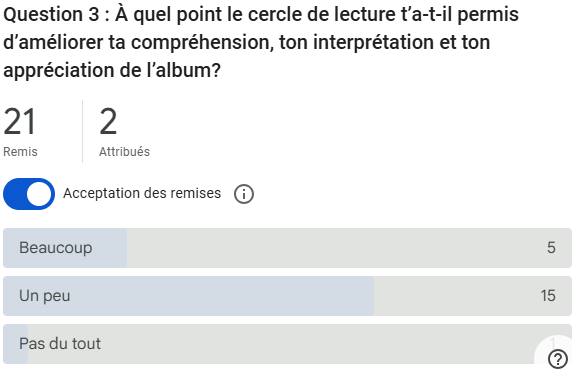 Question 3 : À quel point le cercle de lecture t’a-t-il permis
d’améliorer ta compréhension, ton interprétation et ton
appréciation de l’album?
21
Remis
2
Attribués
Acceptation des remises
Beaucoup 5
Un peu 15
Pas du tout 1